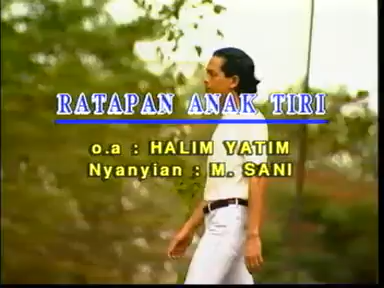 RATAPAN ANAK TIRI
o.a : HALIM YATIM
Nyanyian : M. SANI